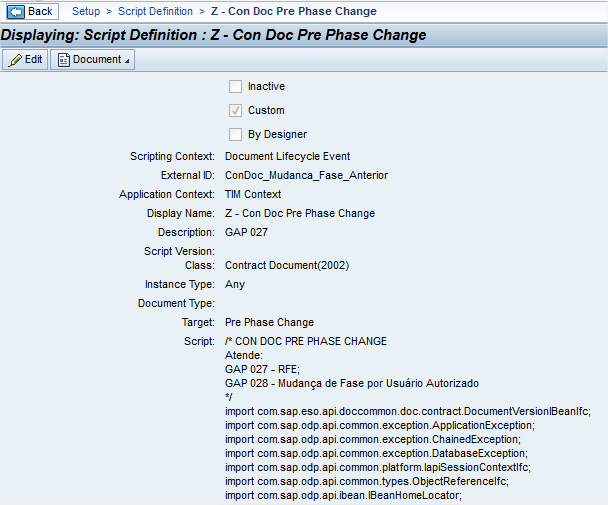 Back Setup > Script Definition > Z - Con Doc Pre Phase Change
Displaying: Script Definition : Z - Con Doc Pre Phase Change
Edit Document
Inactive
Custom
By Designer
Scripting Context: Document Lifecycle Event
External ID: ConDoc_Mudanca_Fase_Anterior
Application Context: TIM Context
Display Name: Z - Con Doc Pre Phase Change
Description: GAP 027
Script Version:
Class: Contract Document(2002)
Instance Type: Any
Document Type:
Target: Pre Phase Change
Script: /* CON DOC PRE PHASE CHANGE
Atende:
GAP 027 - RFE;
GAP 028 - Mudança de Fase por Usuário Autorizado
*/
import com.sap.eso.api.doccommon.doc.contract.DocumentVersionIBeanIfc;
import com.sap.odp.api.common.exception.ApplicationException;
import com.sap.odp.api.common.exception.ChainedException;
import com.sap.odp.api.common.exception.DatabaseException;
import com.sap.odp.api.common.platform.IapiSessionContextIfc;
import com.sap.odp.api.common.types.ObjectReferenceIfc;
import com.sap.odp.api.ibean.IBeanHomeLocator;